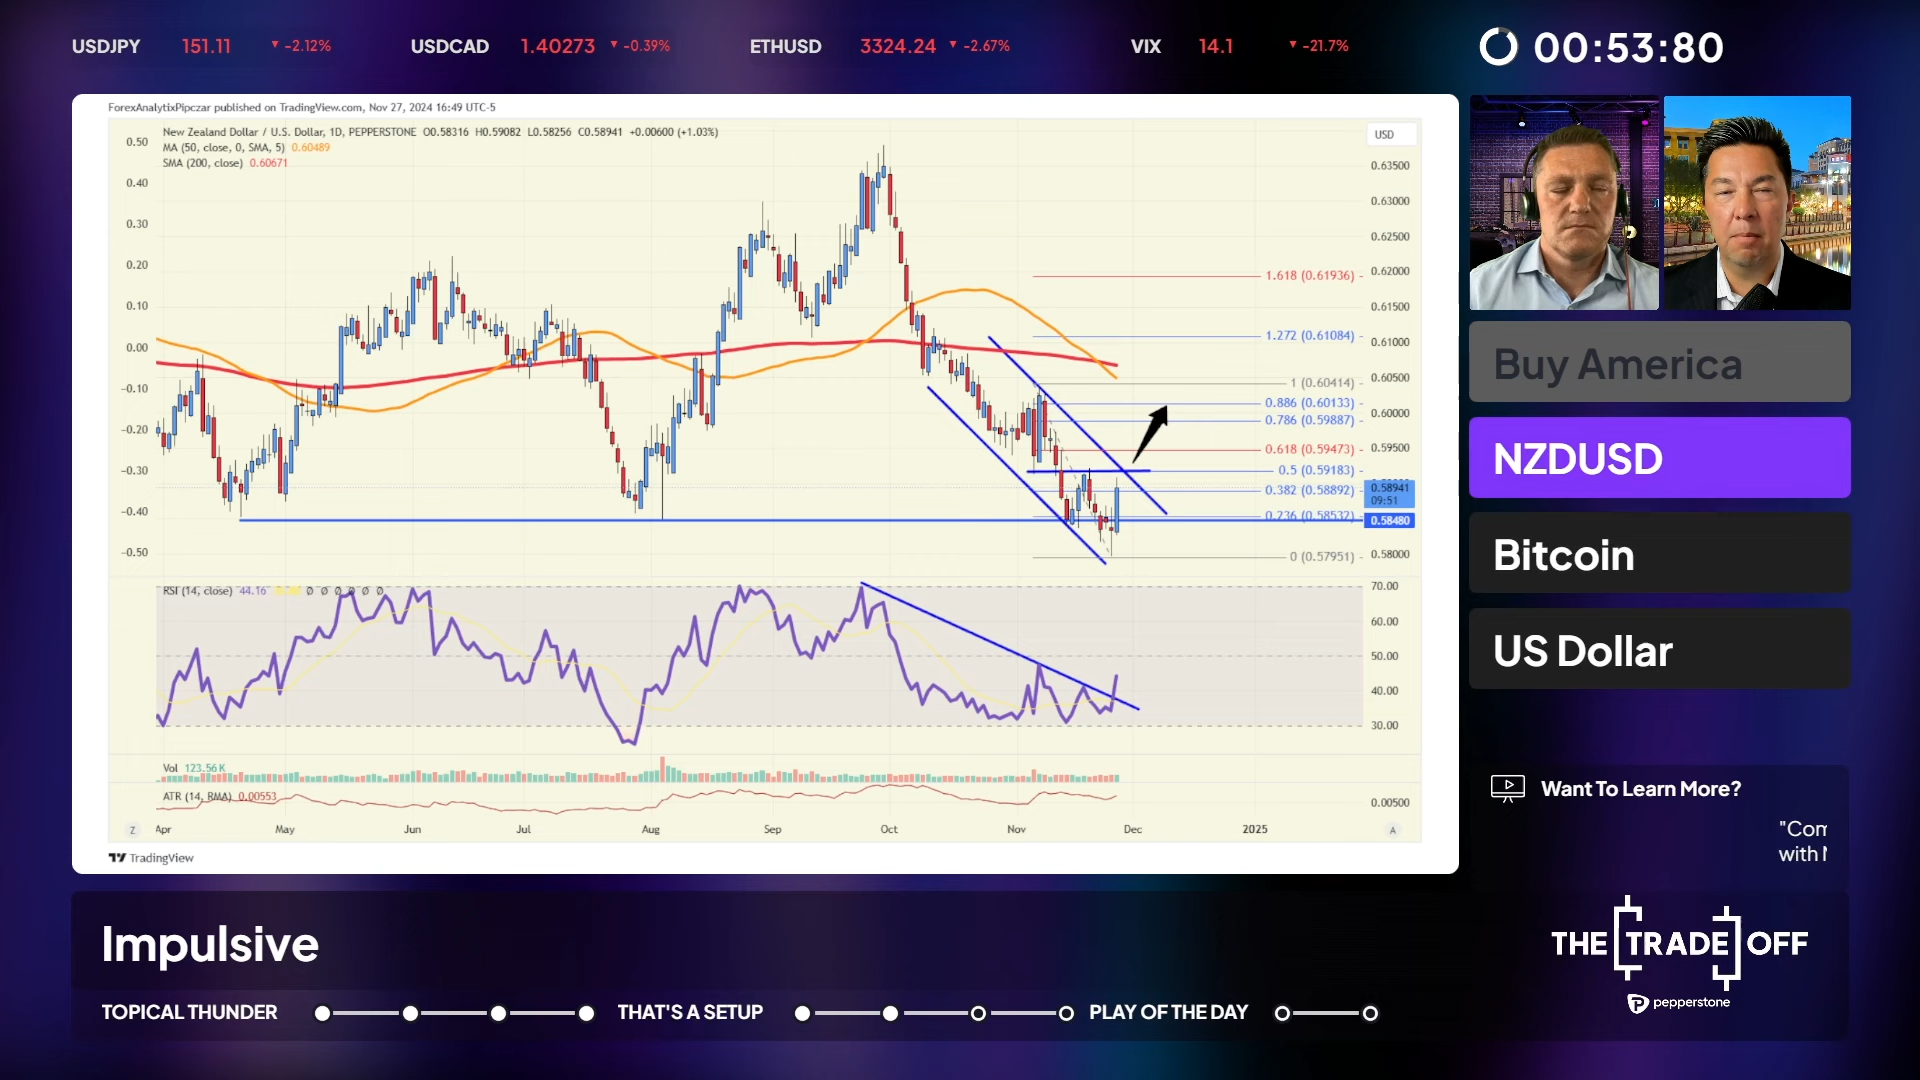 USDJPY 151.11 ▼ -2.12% USDCAD 1.40273 ▼ -0.39% ETHUSD 3324.24 ▼ -2.67% VIX 14.1 ▼ -21.7% 00:53:80
ForexAnalytixPipczar published on TradingView.com, Nov 27, 2024 16:49 UTC-5
New Zealand Dollar / U.S. Dollar, 1D, PEPPERSTONE O0.58316 H0.59082 L0.58256 C0.58941 +0.00600 (+1.03%)
MA (50, close, 0, SMA, 5) 0.60489
SMA (200, close) 0.60671
0.50
0.40
0.30
0.20
0.10
0.00
-0.10
-0.20
-0.30
-0.40
-0.50
USD
0.63500
0.63000
0.62500
0.62000
0.61500
0.61000
0.60500
0.60000
0.59500
0.58941
09:51
0.58480
0.58000
1.618 (0.61936)
1.272 (0.61084)
1 (0.60414)
0.886 (0.60133)
0.786 (0.59887)
0.618 (0.59473)
0.5 (0.59183)
0.382 (0.58892)
0.236 (0.58537)
0 (0.57951)
RSI (14, close) 44.16 Ø Ø Ø Ø Ø Ø
70.00
60.00
50.00
40.00
30.00
Vol 123.56K
ATR (14, RMA) 0.00553
0.00500
Z Apr May Jun Jul Aug Sep Oct Nov Dec 2025 A
TradingView
Buy America
NZDUSD
Bitcoin
US Dollar
Want To Learn More?
"Com
with
Impulsive
TOPICAL THUNDER THAT'S A SETUP PLAY OF THE DAY
THE TRADE OFF
pepperstone